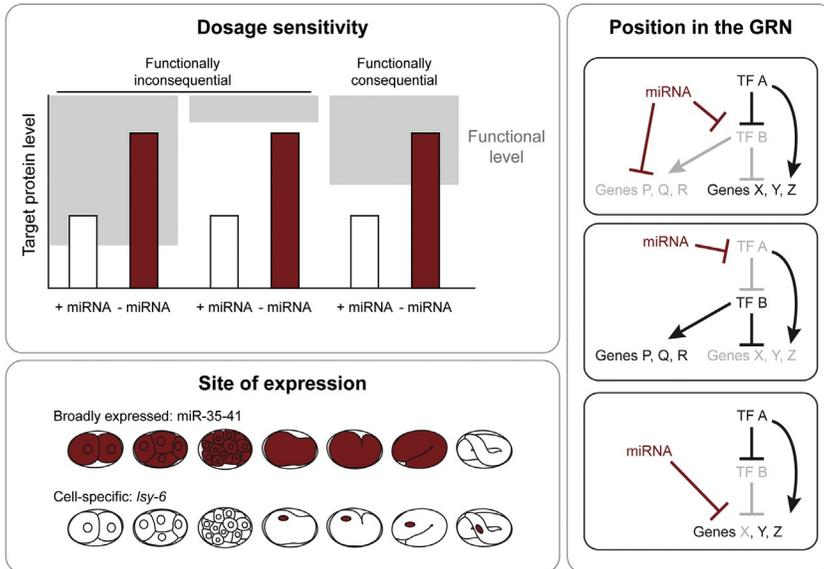 Dosage sensitivity
Functionally
inconsequential
Functionally
consequential
Target protein level
Functional
level
+ miRNA - miRNA
+ miRNA - miRNA
+ miRNA - miRNA
Site of expression
Broadly expressed: miR-35-41
Cell-specific: lsy-6
Position in the GRN
miRNA
TF A
TF B
Genes P, Q, R
Genes X, Y, Z
miRNA
TF A
TF B
Genes P, Q, R
Genes X, Y, Z
TF A
miRNA
TF B
Genes X, Y, Z